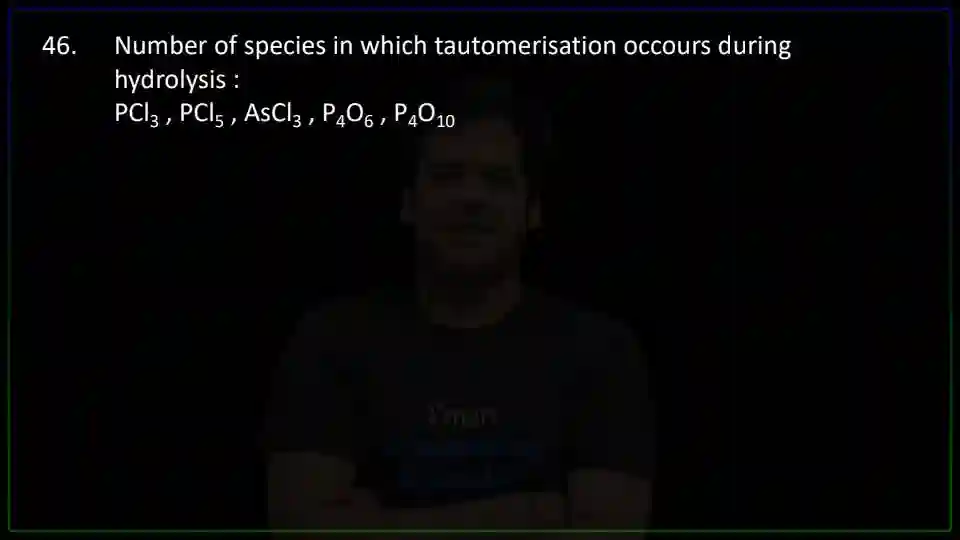 46. Number of species in which tautomerisation occours during
hydrolysis :
PCl₃ , PCl₅ , AsCl₃ , P₄O₆ , P₄O₁₀